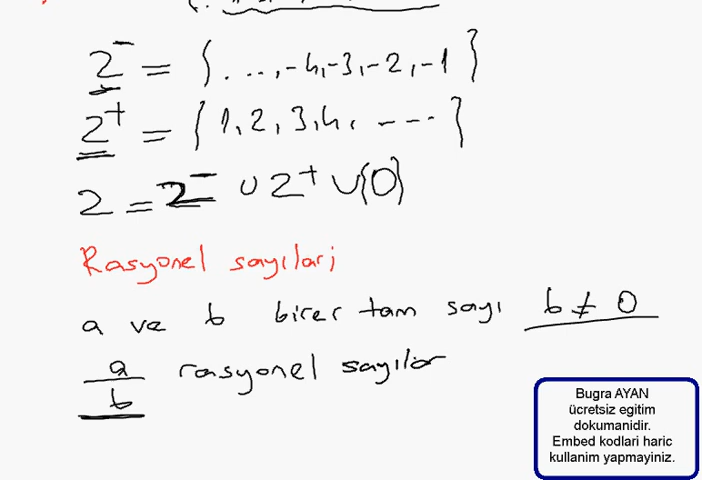 Z⁻ = {...,-4,-3,-2,-1}
Z⁺ = {1,2,3,4, ----}
Z = Z⁻ ∪ Z⁺ ∪{0}
Rasyonel sayılar;
a ve b birer tam sayı b ≠ 0
a/b rasyonel sayılar
Bugra AYAN
ücretsiz egitim
dokumanidir.
Embed kodlari haric
kullanim yapmayiniz.